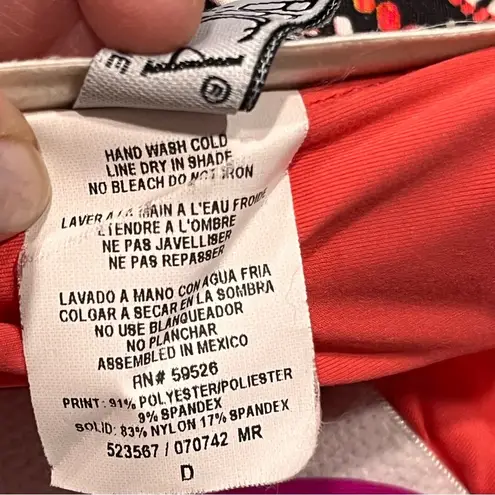 HAND WASH COLD
LINE DRY IN SHADE
NO BLEACH DO NOT IRON
LAVER A LA MAIN A L'EAU FROIDE
ETENDRE A L'OMBRE
NE PAS JAVELLISER
NE PAS REPASSER
LAVADO A MANO CON AGUA FRIA
COLGAR A SECAR EN LA SOMBRA
NO USE BLANQUEADOR
NO PLANCHAR
ASSEMBLED IN MEXICO
RN# 59526
PRINT: 91% POLYESTER/POLIESTER
9% SPANDEX
SOLID: 83% NYLON 17% SPANDEX
523567 / 070742 MR
D